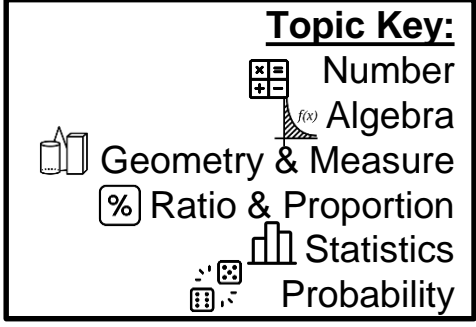 Topic Key:
Number
f(x) Algebra
Geometry & Measure
% Ratio & Proportion
Statistics
Probability